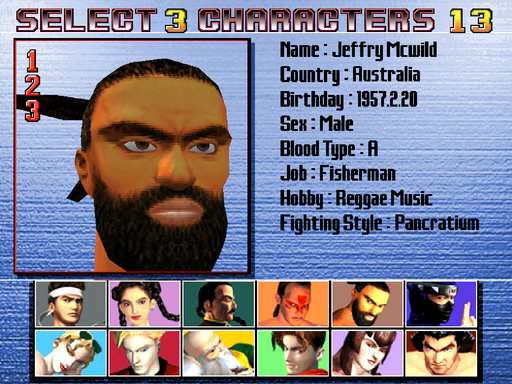 SELECT 3 CHARACTERS 13
1
2
3
Name : Jeffry Mcwild
Country : Australia
Birthday : 1957.2.20
Sex : Male
Blood Type : A
Job : Fisherman
Hobby : Reggae Music
Fighting Style : Pancratium